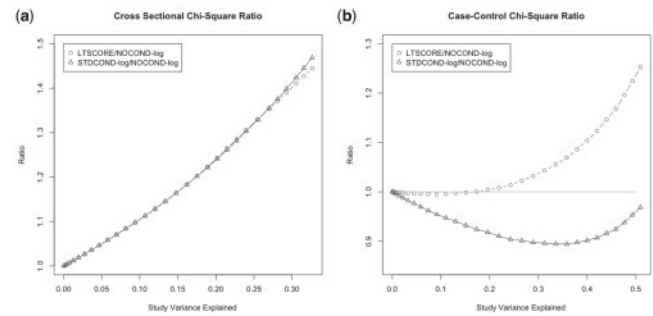 (a)
Cross Sectional Chi-Square Ratio
LTSCORE/NOCOND-log
STDCOND-log/NOCOND-log
Ratio
1.5
1.4
1.3
1.2
1.1
1.0
0.00 0.05 0.10 0.15 0.20 0.25 0.30
Study Variance Explained
(b)
Case-Control Chi-Square Ratio
LTSCORE/NOCOND-log
STDCOND-log/NOCOND-log
Ratio
1.3
1.2
1.1
1.0
0.9
0.0 0.1 0.2 0.3 0.4 0.5
Study Variance Explained